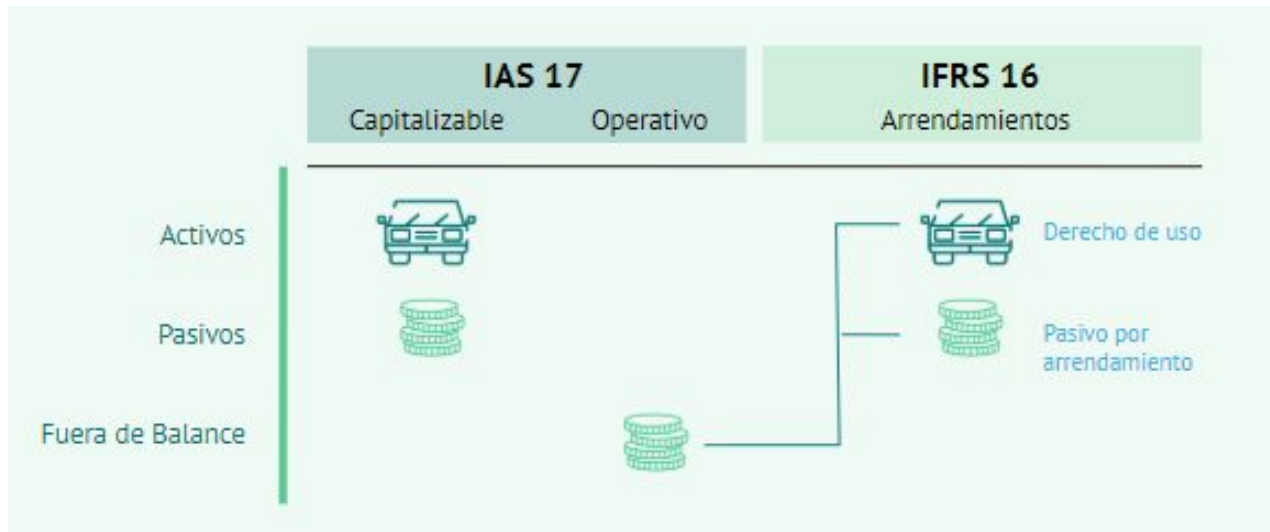 IAS 17
IFRS 16
Capitalizable
Operativo
Arrendamientos
Activos
Derecho de uso
Pasivos
Pasivo por
arrendamiento
Fuera de Balance